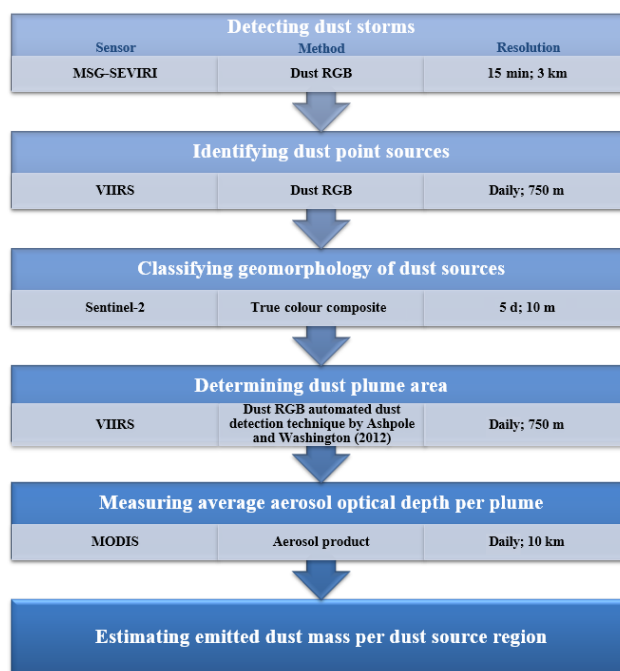 Detecting dust storms
Sensor Method Resolution
MSG-SEVIRI Dust RGB 15 min; 3 km
Identifying dust point sources
VIIRS Dust RGB Daily; 750 m
Classifying geomorphology of dust sources
Sentinel-2 True colour composite 5 d; 10 m
Determining dust plume area
VIIRS Dust RGB automated dust detection technique by Ashpole and Washington (2012) Daily; 750 m
Measuring average aerosol optical depth per plume
MODIS Aerosol product Daily; 10 km
Estimating emitted dust mass per dust source region